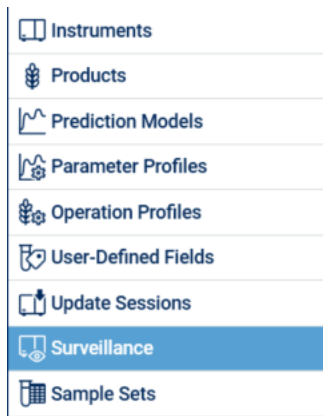 Instruments
Products
Prediction Models
Parameter Profiles
Operation Profiles
User-Defined Fields
Update Sessions
Surveillance
Sample Sets